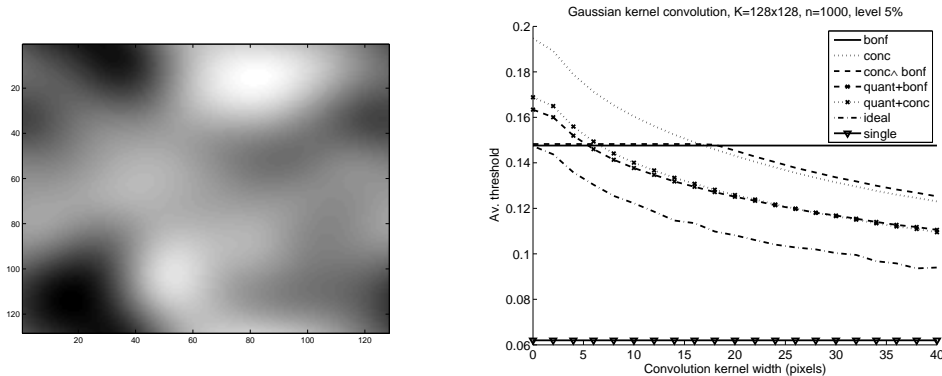 20
40
60
80
100
120
20 40 60 80 100 120
Gaussian kernel convolution, K=128x128, n=1000, level 5%
0.2
0.18
0.16
0.14
0.12
0.1
0.08
0.06
Av. threshold
0 5 10 15 20 25 30 35 40
Convolution kernel width (pixels)
bonf
conc
conc∧ bonf
quant+bonf
quant+conc
ideal
single